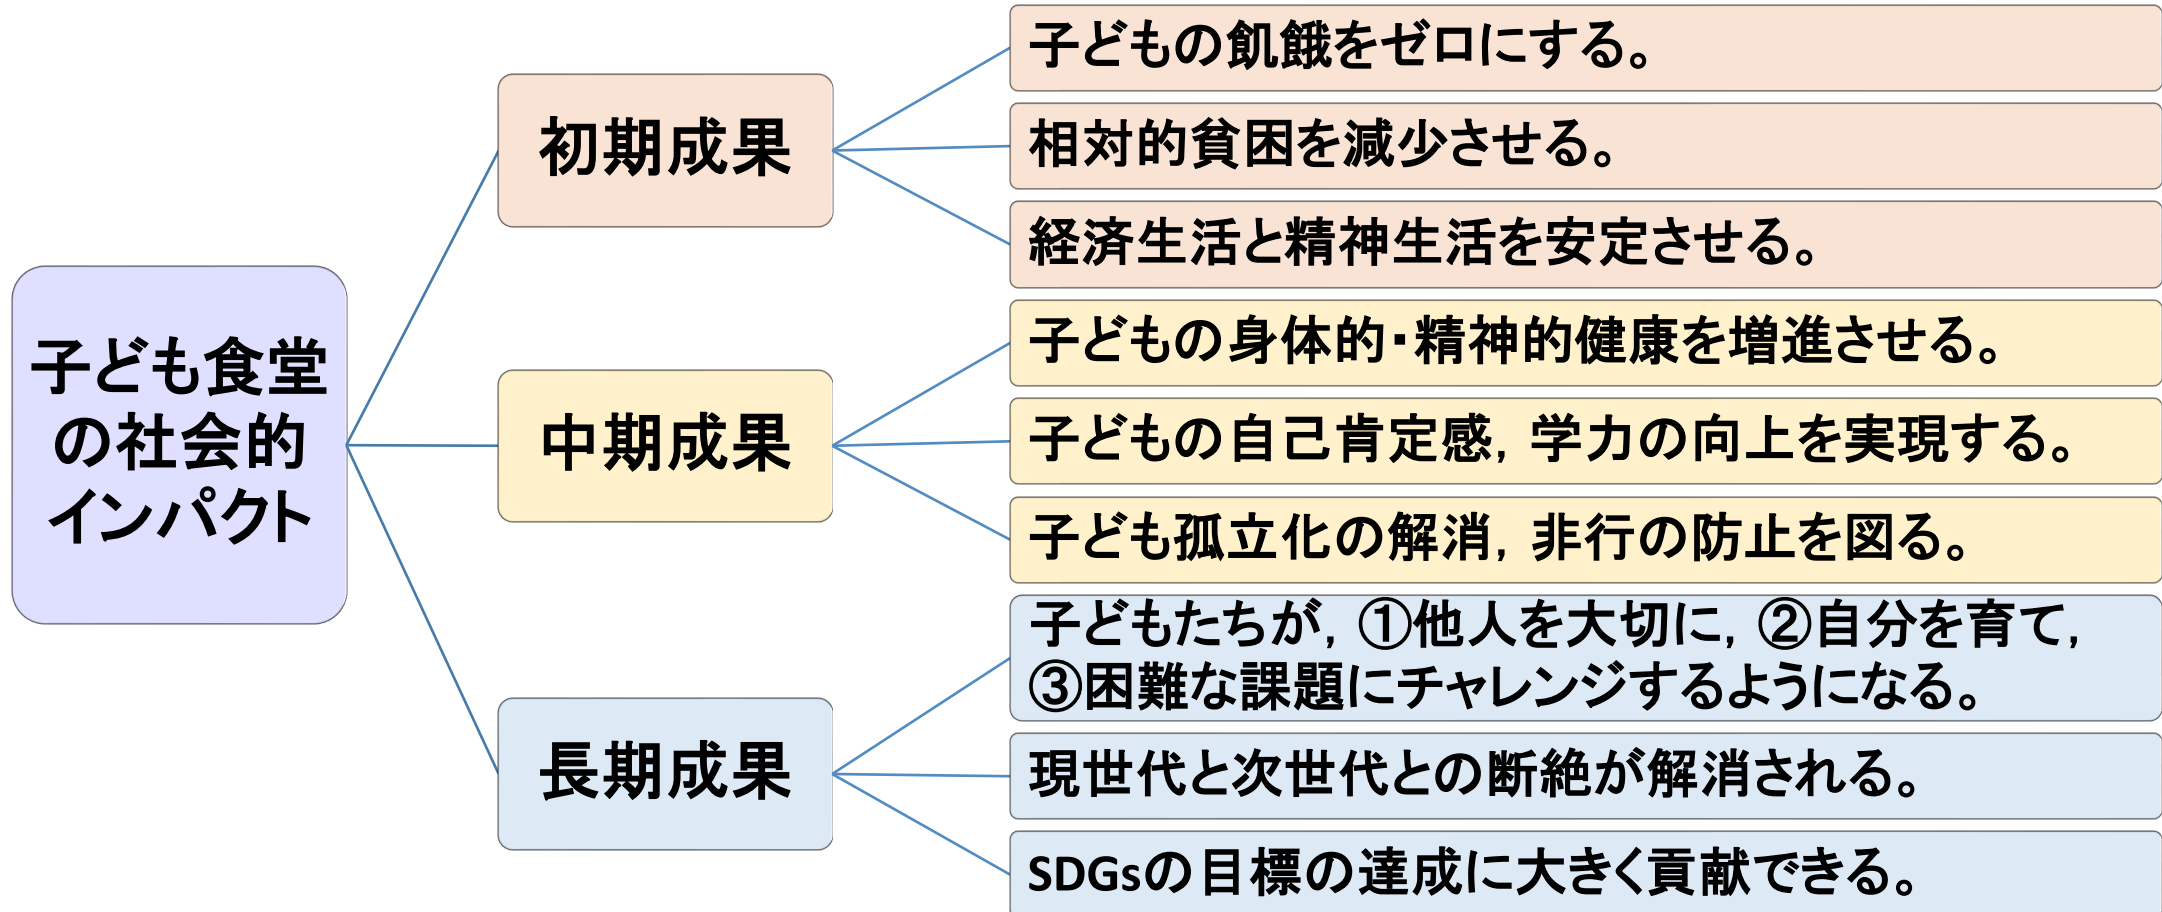 子ども食堂
の社会的
インパクト
初期成果
子どもの飢餓をゼロにする。
相対的貧困を減少させる。
経済生活と精神生活を安定させる。
中期成果
子どもの身体的・精神的健康を増進させる。
子どもの自己肯定感，学力の向上を実現する。
子ども孤立化の解消，非行の防止を図る。
長期成果
子どもたちが，①他人を大切に，②自分を育て，
③困難な課題にチャレンジするようになる。
現世代と次世代との断絶が解消される。
SDGsの目標の達成に大きく貢献できる。